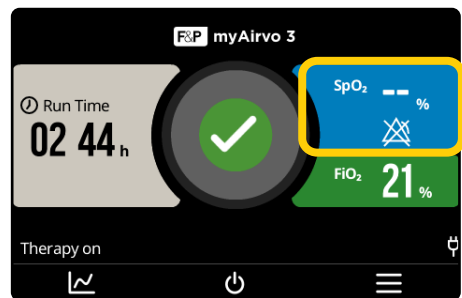 F&P myAirvo 3
Run Time
02 44 h
SpO₂ -- %
FiO₂ 21 %
Therapy on